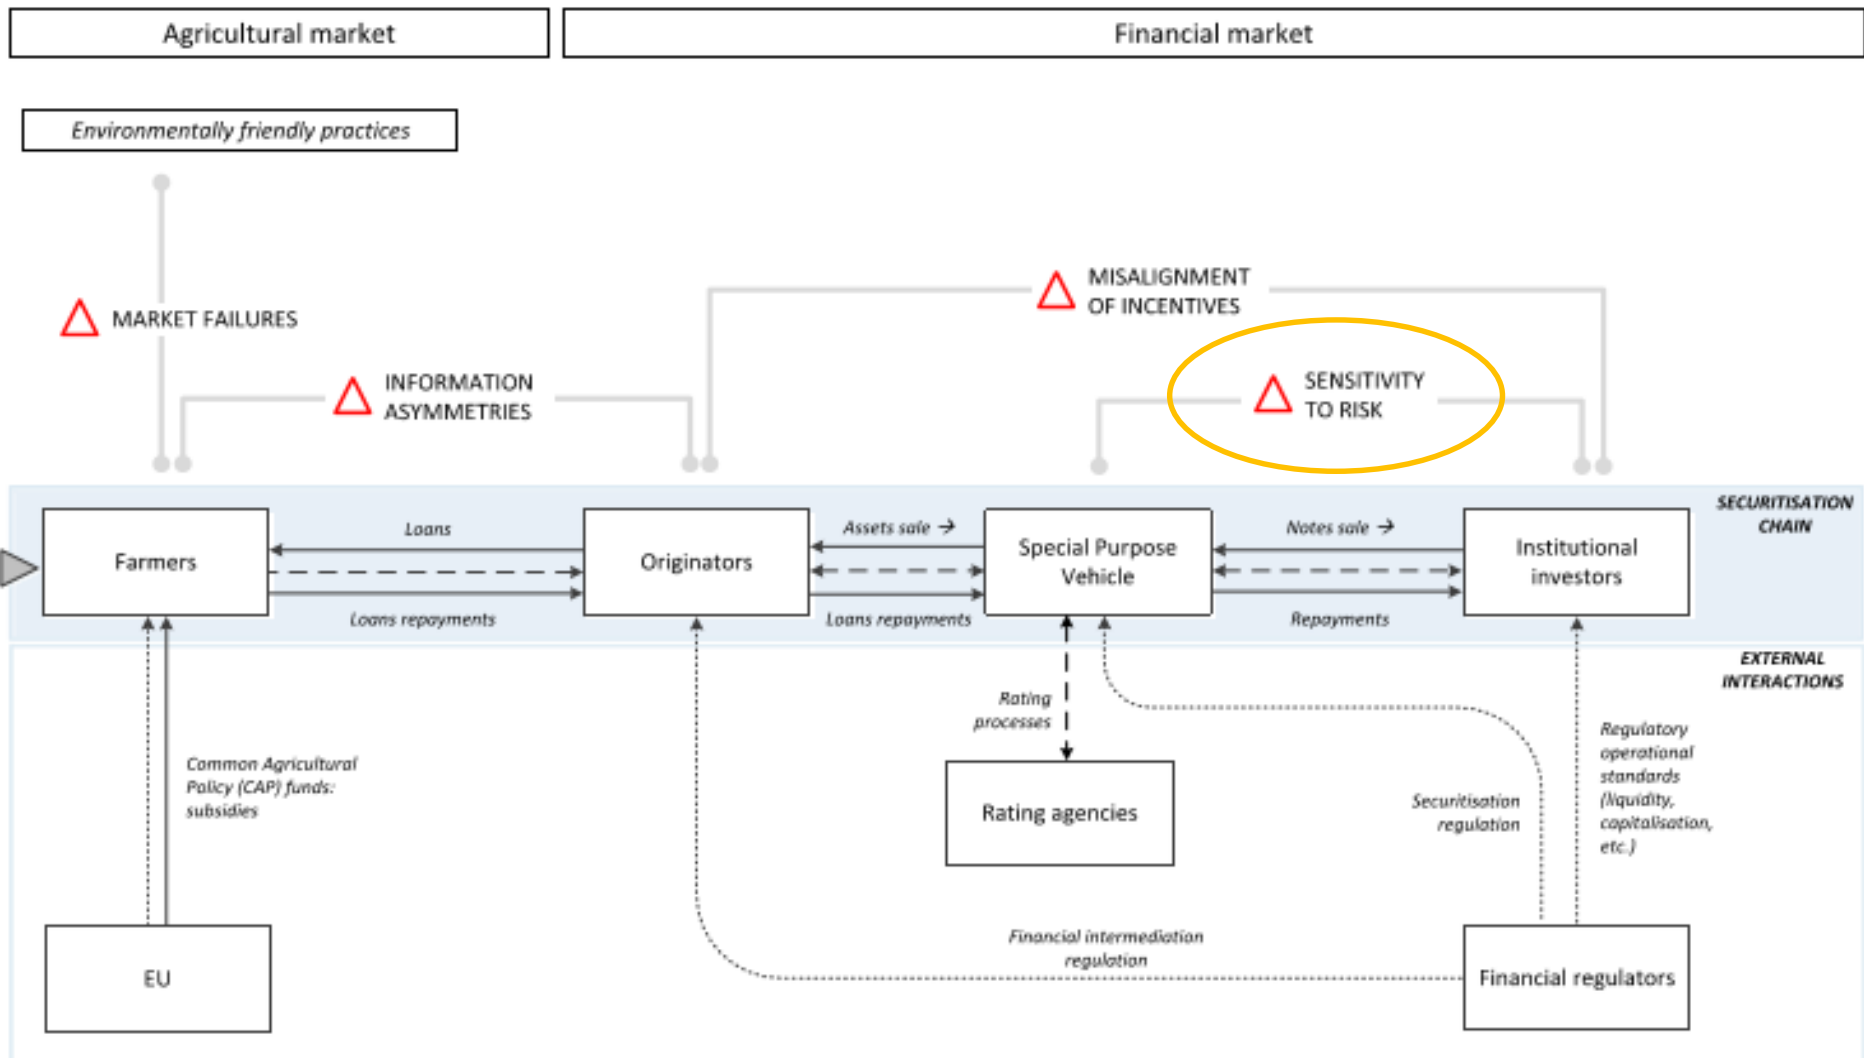 Agricultural market
Financial market
Environmentally friendly practices
MARKET FAILURES
INFORMATION
ASYMMETRIES
MISALIGNMENT
OF INCENTIVES
SENSITIVITY
TO RISK
SECURITISATION
CHAIN
Farmers
Loans
Loans repayments
Originators
Assets sale →
Loans repayments
Special Purpose
Vehicle
Notes sale →
Repayments
Institutional
investors
EXTERNAL
INTERACTIONS
Common Agricultural
Policy (CAP) funds:
subsidies
Rating
processes
Rating agencies
Securitisation
regulation
Regulatory
operational
standards
(liquidity,
capitalisation,
etc.)
Financial intermediation
regulation
EU
Financial regulators